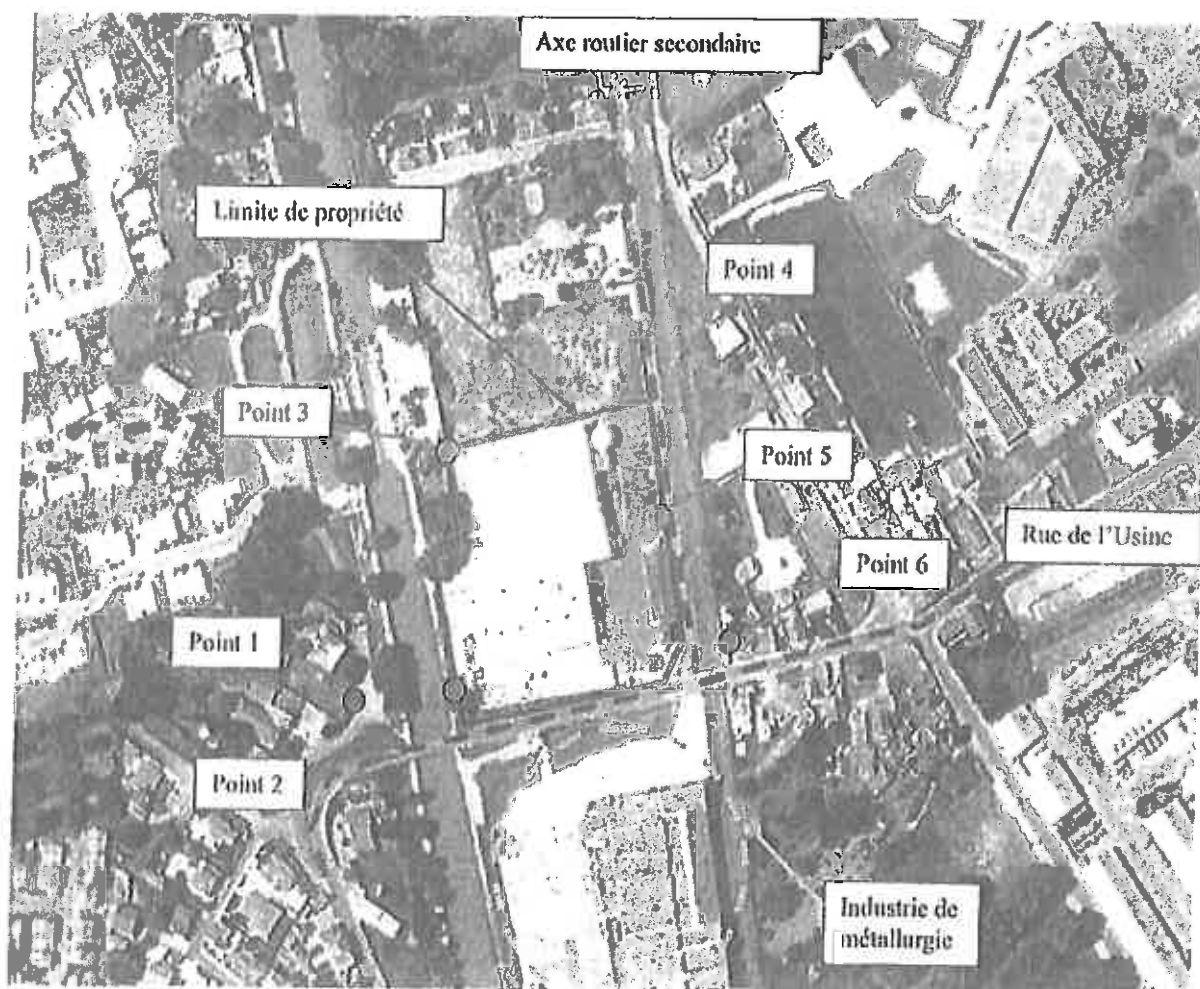 Axe routier secondaire
Limite de propriété
Point 4
Point 3
Point 5
Rue de l'Usine
Point 6
Point 1
Point 2
Industrie de
métallurgie